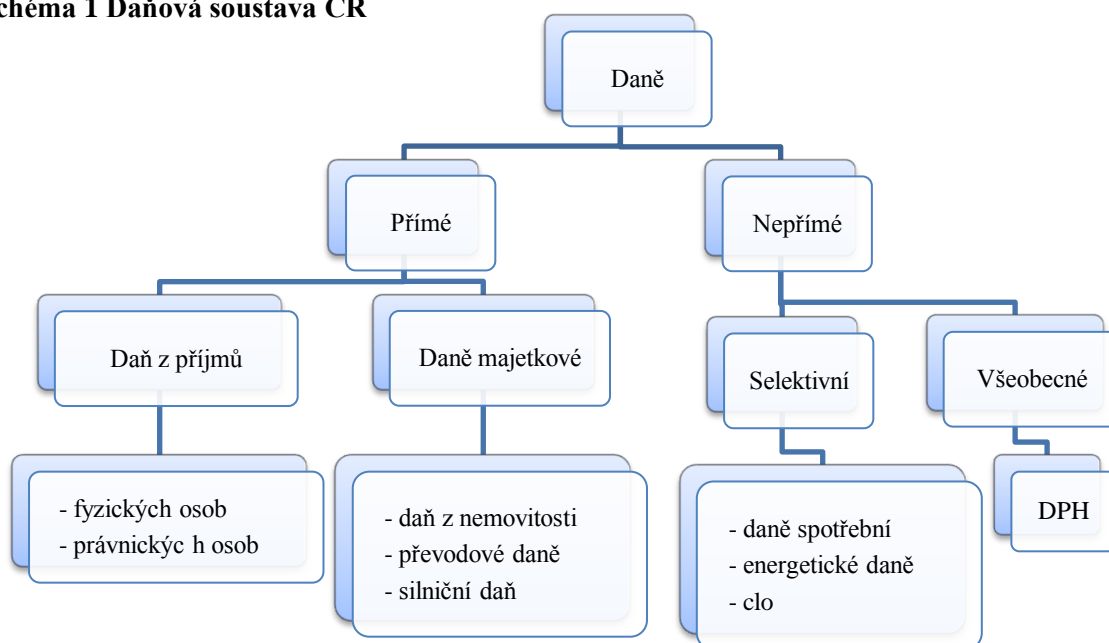 chéma 1 Daňová soustava ČR
Daně
Přímé
Nepřímé
Daň z příjmů
Daně majetkové
Selektivní
Všeobecné
- fyzických osob
- právnickýc h osob
- daň z nemovitosti
- převodové daně
- silniční daň
- daně spotřební
- energetické daně
- clo
DPH